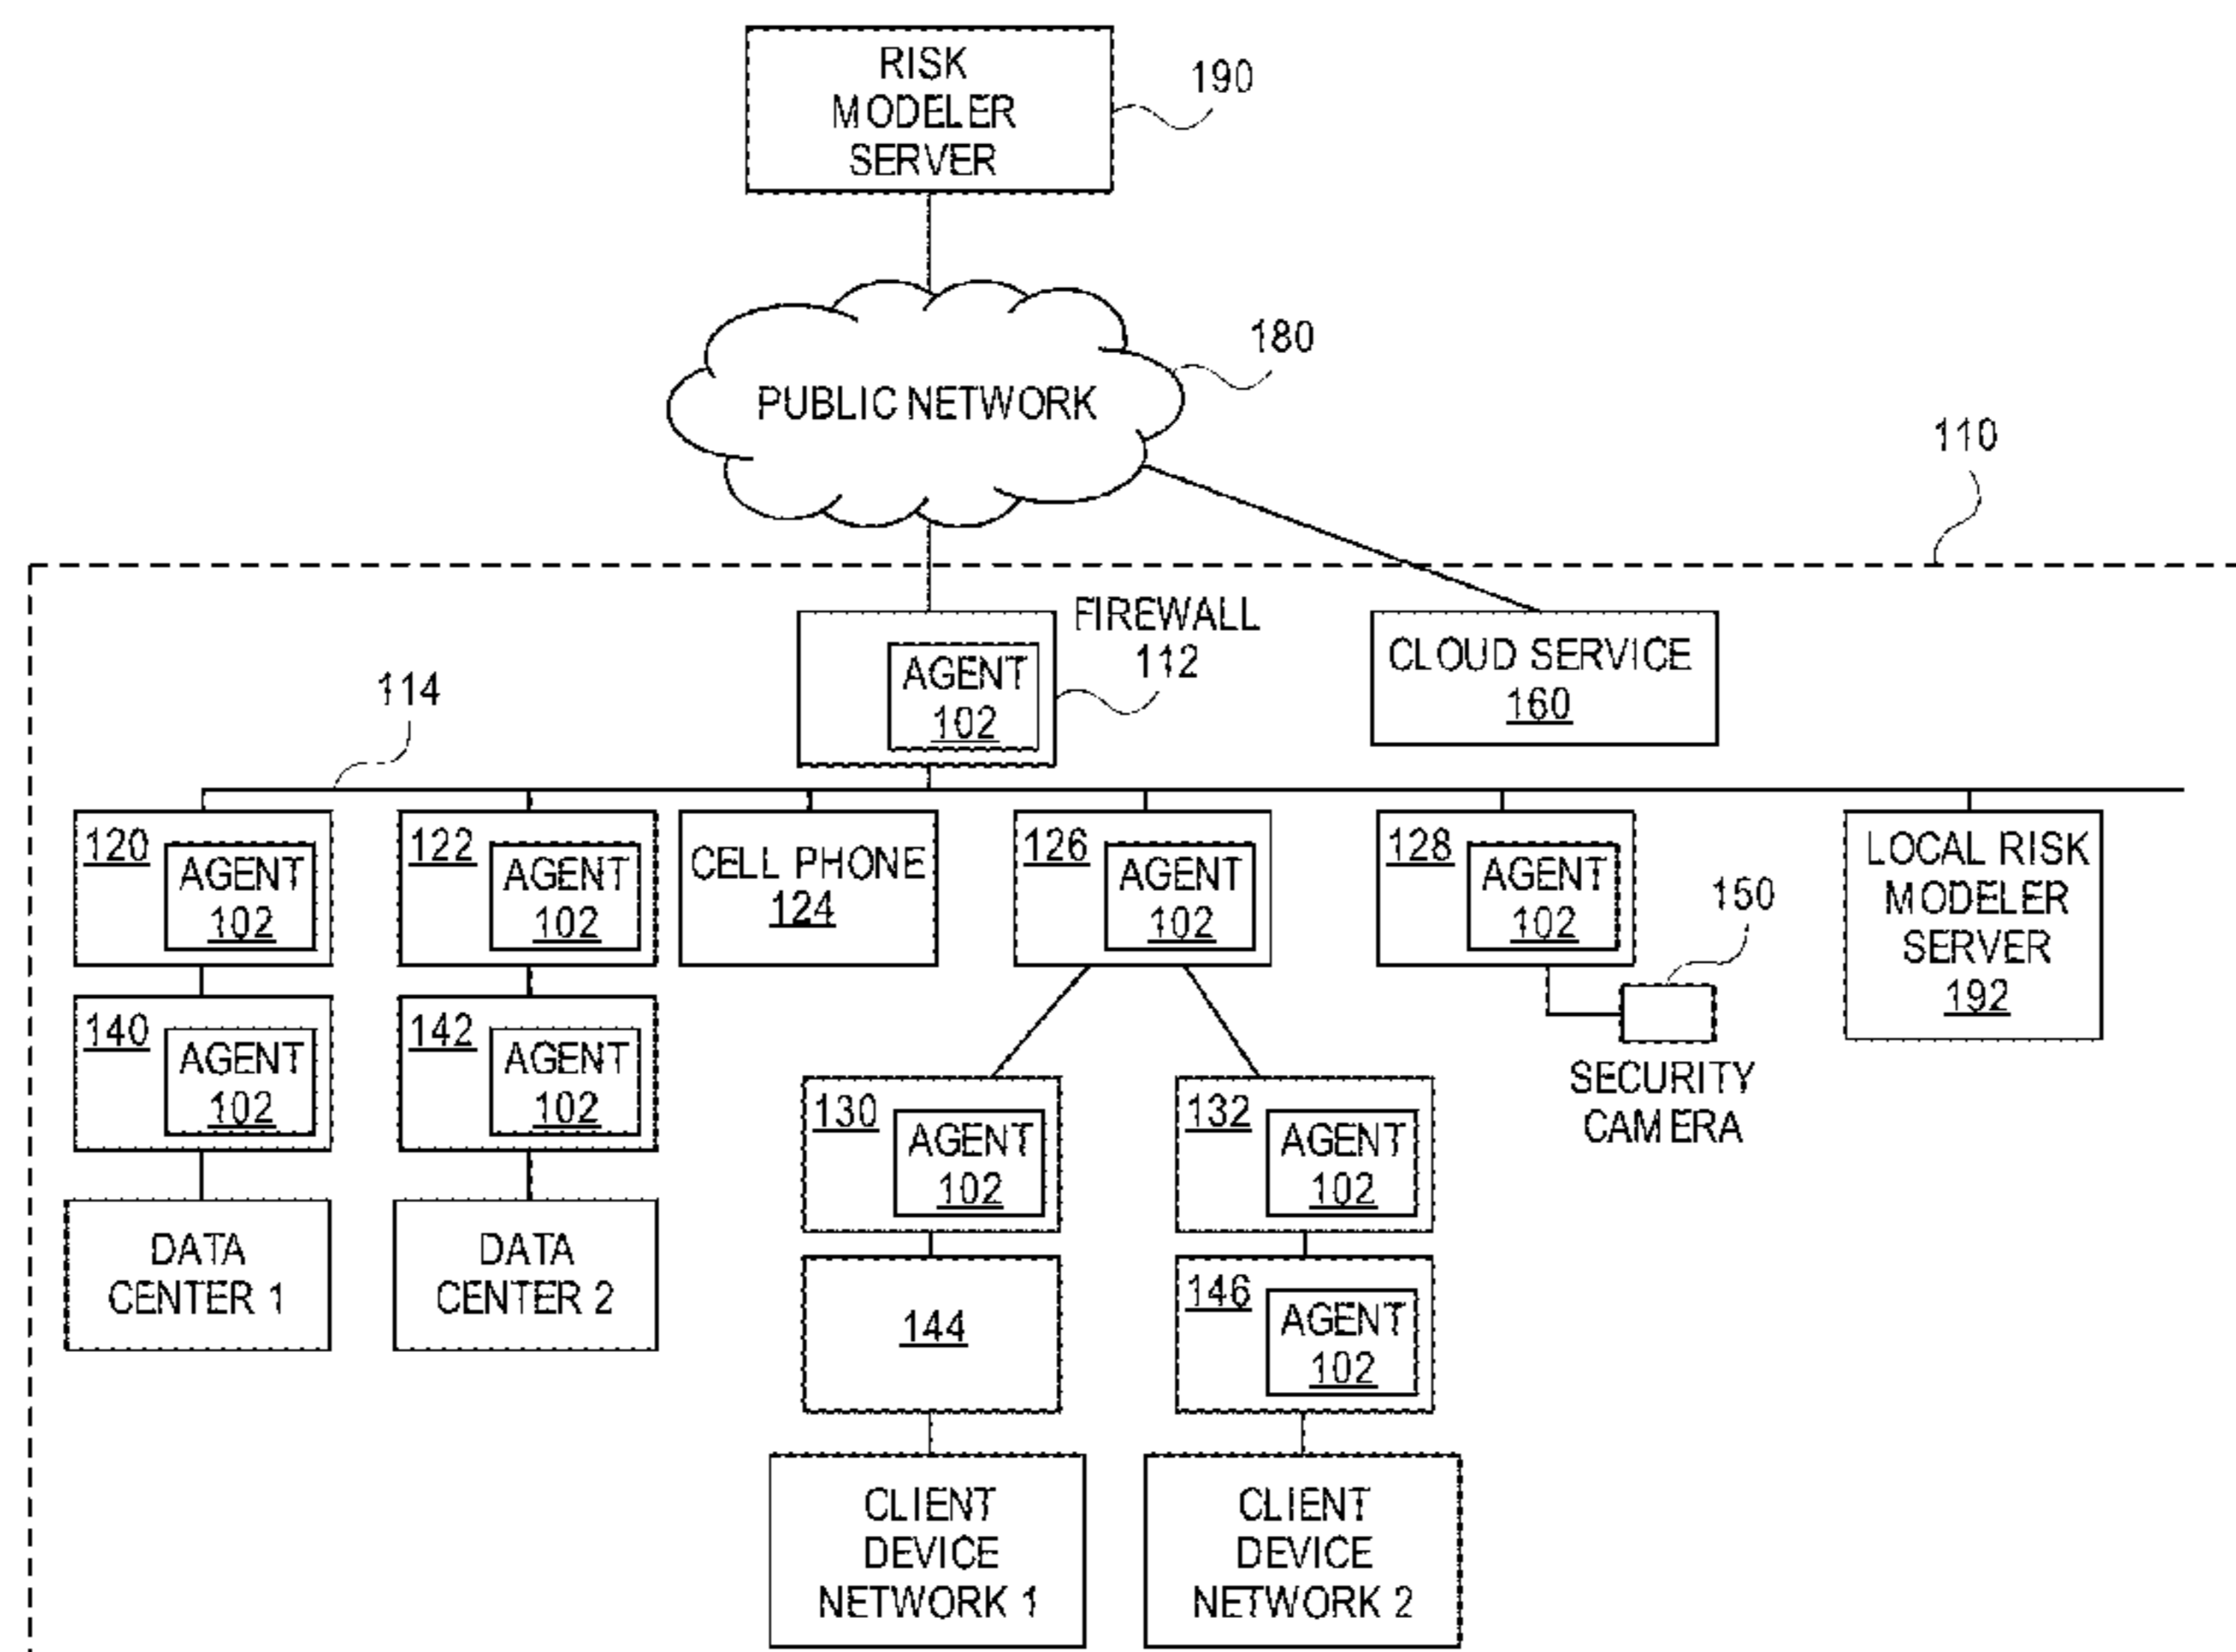 RISK
MODELER
SERVER
190
PUBLIC NETWORK
180
110
FIREWALL
112
AGENT
102
CLOUD SERVICE
160
114
120
AGENT
102
122
AGENT
102
CELL PHONE
124
126
AGENT
102
128
AGENT
102
150
LOCAL RISK
MODELER
SERVER
192
140
AGENT
102
142
AGENT
102
SECURITY
CAMERA
130
AGENT
102
132
AGENT
102
DATA
CENTER 1
DATA
CENTER 2
144
146
AGENT
102
CLIENT
DEVICE
NETWORK 1
CLIENT
DEVICE
NETWORK 2